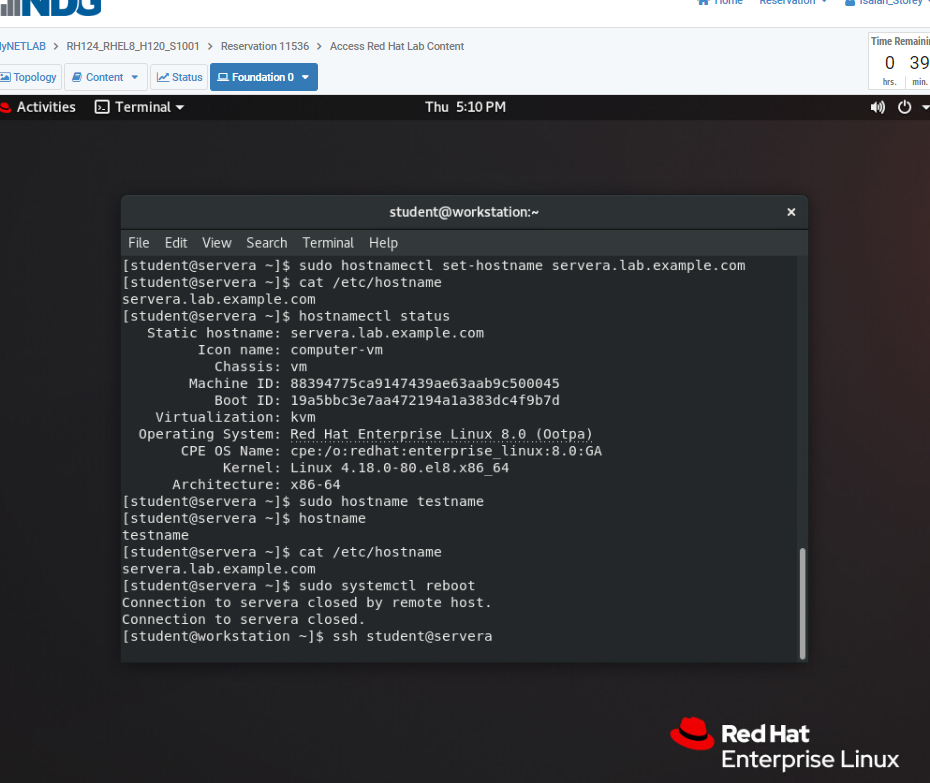 NDG
Home Reservation Isaiah_Storey
MyNETLAB > RH124_RHEL8_H120_S1001 > Reservation 11536 > Access Red Hat Lab Content
Time Remaini
0 39
hrs. min.
Topology Content Status Foundation 0
Activities Terminal Thu 5:10 PM
student@workstation:~
File Edit View Search Terminal Help
[student@servera ~]$ sudo hostnamectl set-hostname servera.lab.example.com
[student@servera ~]$ cat /etc/hostname
servera.lab.example.com
[student@servera ~]$ hostnamectl status
Static hostname: servera.lab.example.com
Icon name: computer-vm
Chassis: vm
Machine ID: 88394775ca9147439ae63aab9c500045
Boot ID: 19a5bbc3e7aa472194a1a383dc4f9b7d
Virtualization: kvm
Operating System: Red Hat Enterprise Linux 8.0 (Ootpa)
CPE OS Name: cpe:/o:redhat:enterprise_linux:8.0:GA
Kernel: Linux 4.18.0-80.el8.x86_64
Architecture: x86-64
[student@servera ~]$ sudo hostname testname
[student@servera ~]$ hostname
testname
[student@servera ~]$ cat /etc/hostname
servera.lab.example.com
[student@servera ~]$ sudo systemctl reboot
Connection to servera closed by remote host.
Connection to servera closed.
[student@workstation ~]$ ssh student@servera
Red Hat
Enterprise Linux